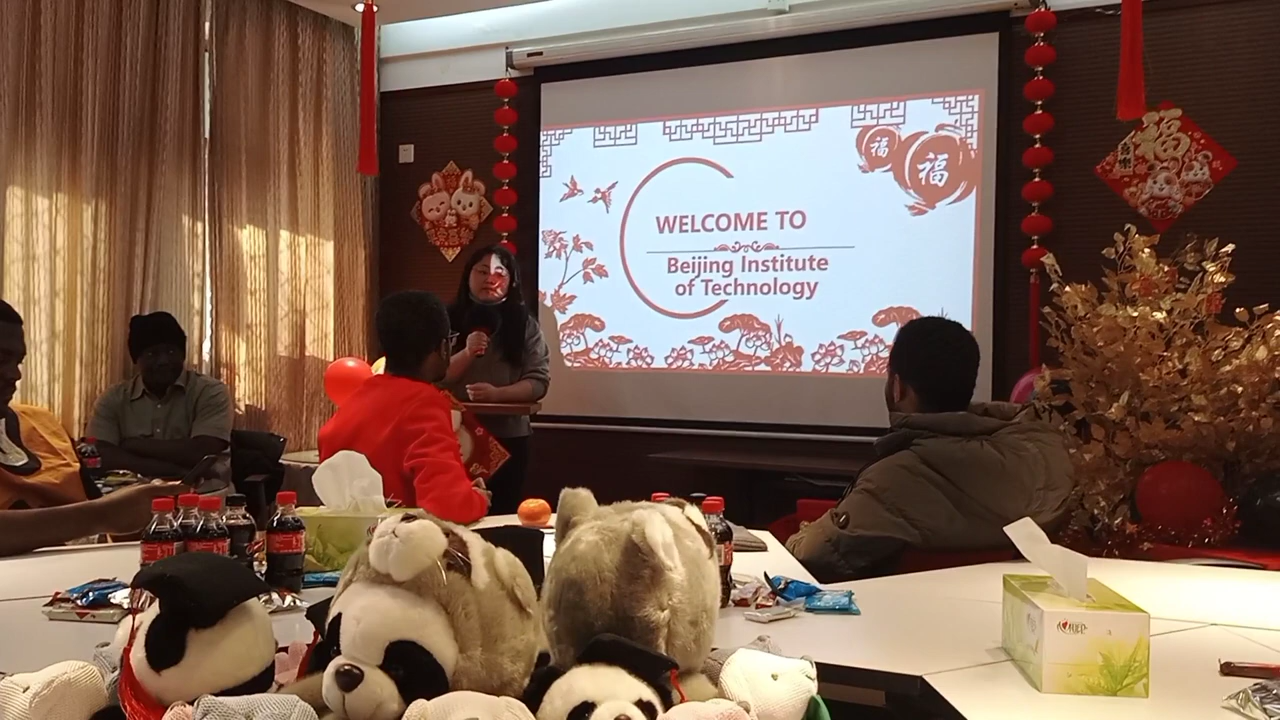 福
福
WELCOME TO
Beijing Institute
of Technology
福